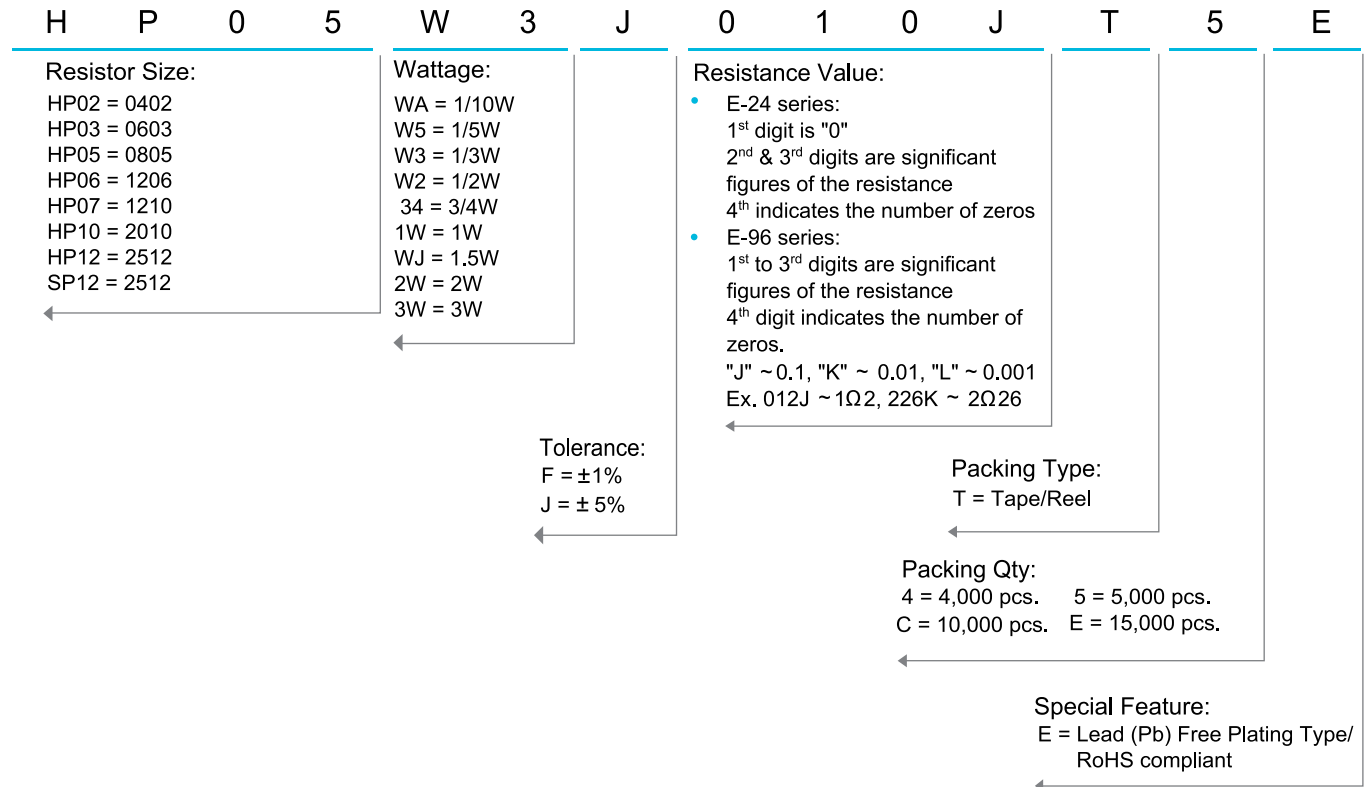 H P 0 5 W 3 J 0 1 0 J T 5 E
Resistor Size:
HP02 = 0402
HP03 = 0603
HP05 = 0805
HP06 = 1206
HP07 = 1210
HP10 = 2010
HP12 = 2512
SP12 = 2512
Wattage:
WA = 1/10W
W5 = 1/5W
W3 = 1/3W
W2 = 1/2W
34 = 3/4W
1W = 1W
WJ = 1.5W
2W = 2W
3W = 3W
Resistance Value:
• E-24 series:
1st digit is "0"
2nd & 3rd digits are significant
figures of the resistance
4th indicates the number of zeros
• E-96 series:
1st to 3rd digits are significant
figures of the resistance
4th digit indicates the number of
zeros.
"J" ~ 0.1, "K" ~ 0.01, "L" ~ 0.001
Ex. 012J ~ 1Ω2, 226K ~ 2Ω26
Tolerance:
F = ±1%
J = ± 5%
Packing Type:
T = Tape/Reel
Packing Qty:
4 = 4,000 pcs. 5 = 5,000 pcs.
C = 10,000 pcs. E = 15,000 pcs.
Special Feature:
E = Lead (Pb) Free Plating Type/
RoHS compliant